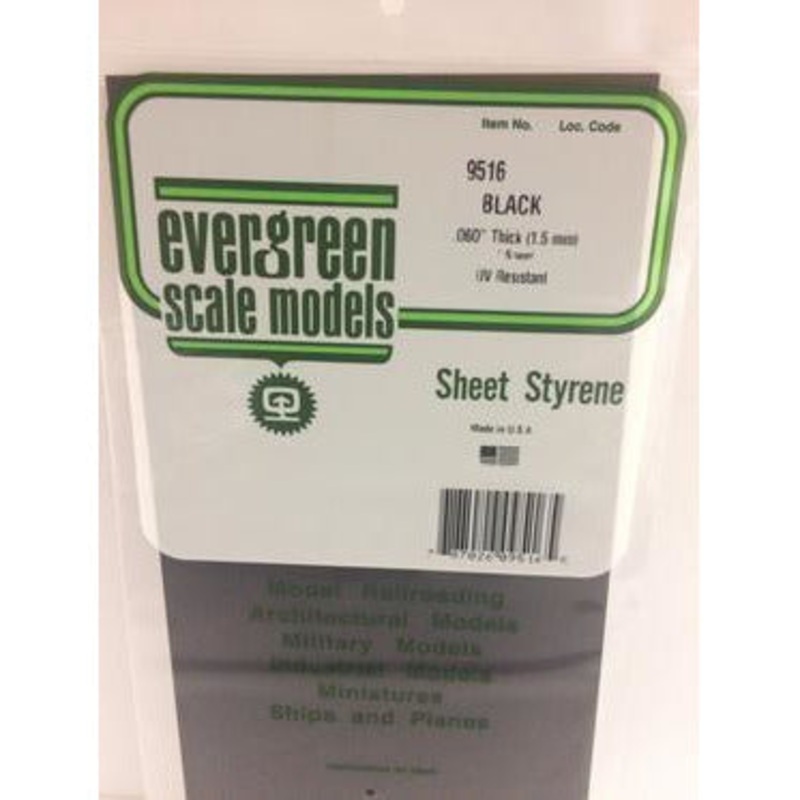 Item No. Loc. Code
9516
BLACK
.060" Thick (1.5 mm)
UV Resistant
evergreen
scale models
Sheet Styrene
Made in U.S.A
Model Railroading
Architectural Models
Military Models
Industrial Models
Miniatures
Ships and Planes